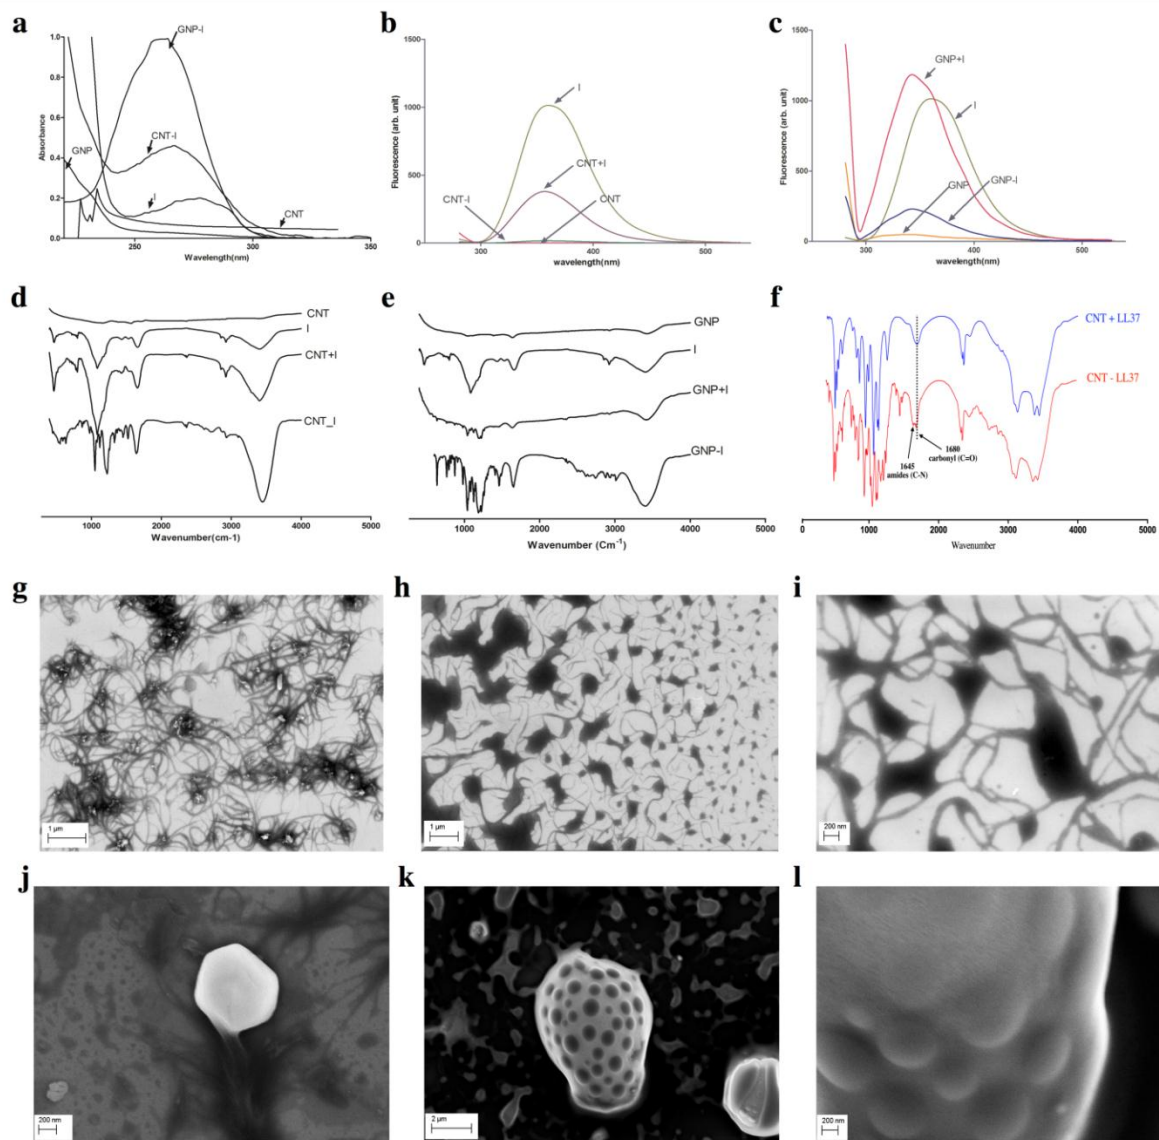 a
GNP-I
1.0
0.8
0.6
0.4
0.2
0.0
Absorbance
GNP
CNT-I
I
CNT
250
300
350
Wavelength(nm)
b
1500
1000
500
0
Fluorescence (arb. unit)
I
CNT+I
CNT-I
CNT
300
400
500
wavelength(nm)
c
1500
1000
500
0
Fluorescence (arb. unit)
GNP+I
I
GNP
GNP-I
300
400
500
wavelength(nm)
d
CNT
I
CNT+I
CNT_I
1000
2000
3000
4000
5000
Wavenumber(cm-1)
e
GNP
I
GNP+I
GNP-I
1000
2000
3000
4000
5000
Wavenumber (Cm-1)
f
CNT + LL37
CNT - LL37
1680
carbonyl (C=O)
1645
amides (C-N)
0
1000
2000
3000
4000
5000
Wavenumber
g
1 µm
h
1 µm
i
200 nm
j
200 nm
k
2 µm
l
200 nm